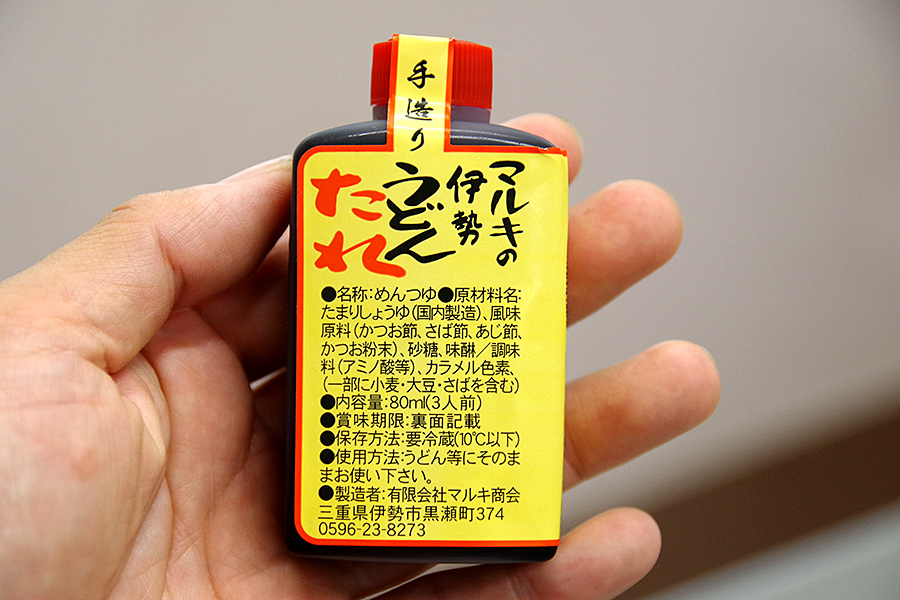 手造り
マルキの
伊勢
うどん
たれ
●名称:めんつゆ●原材料名:
たまりしょうゆ(国内製造)、風味
原料(かつお節、さば節、あじ節、
かつお粉末)、砂糖、味醂／調味
料(アミノ酸等)、カラメル色素、
(一部に小麦・大豆・さばを含む)
●内容量:80ml(3人前)
●賞味期限:裏面記載
●保存方法:要冷蔵(10℃以下)
●使用方法:うどん等にそのま
まお使い下さい。
●製造者:有限会社マルキ商会
三重県伊勢市黒瀬町374
0596-23-8273